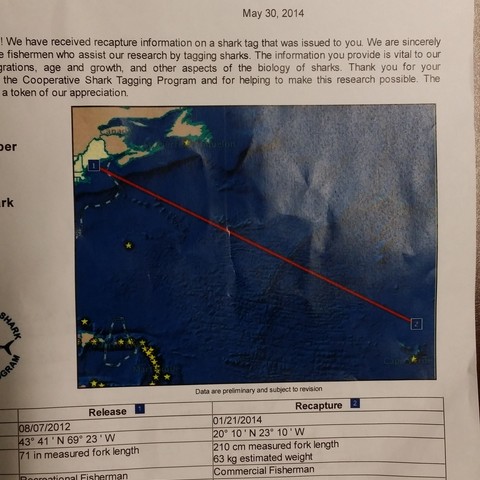 May 30, 2014
! We have received recapture information on a shark tag that was issued to you. We are sincerely
e fishermen who assist our research by tagging sharks. The information you provide is vital to our
grations, age and growth, and other aspects of the biology of sharks. Thank you for your
the Cooperative Shark Tagging Program and for helping to make this research possible. The
a token of our appreciation.
ber
rk
1
2
SHARK
PROGRAM
Data are preliminary and subject to revision
Release 1 Recapture 2
08/07/2012 01/21/2014
43° 41 ' N 69° 23 ' W 20° 10 ' N 23° 10 ' W
71 in measured fork length 210 cm measured fork length
63 kg estimated weight
Recreational Fisherman Commercial Fisherman